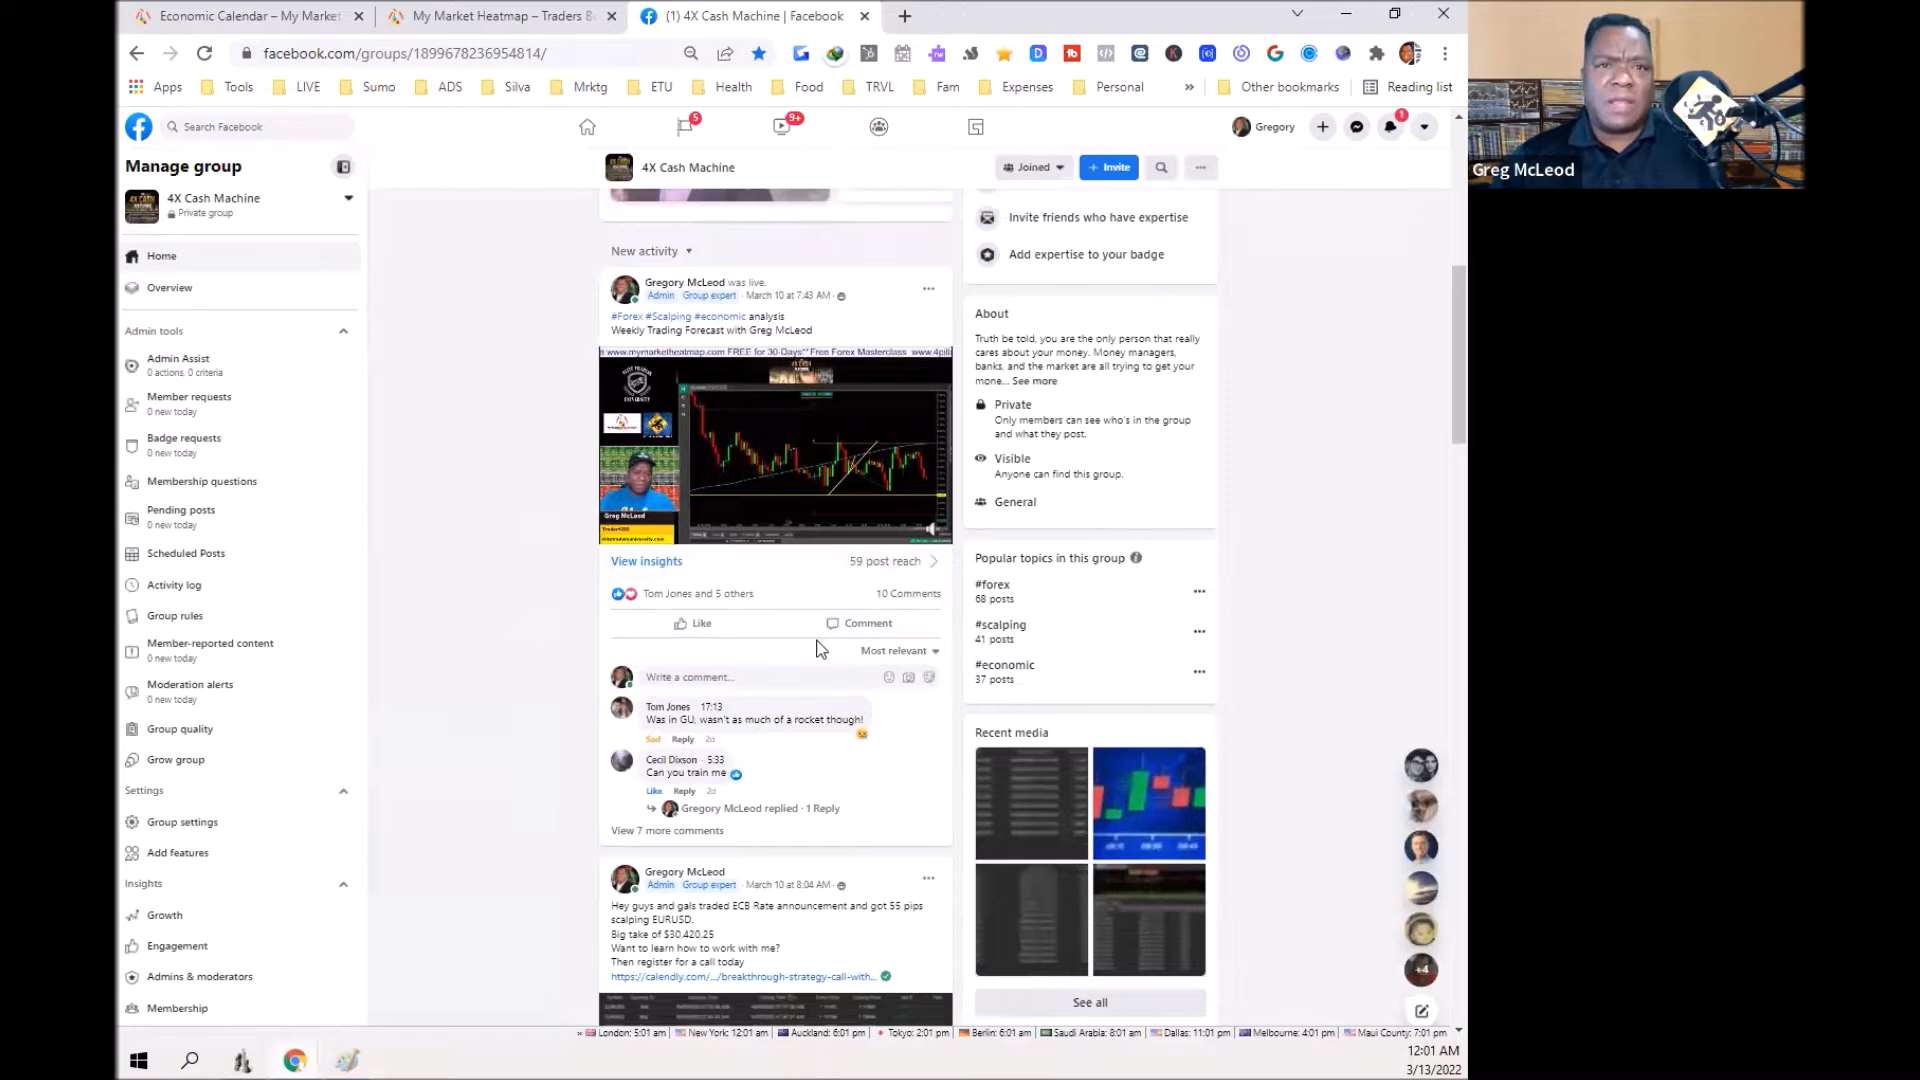 Economic Calendar – My Market
My Market Heatmap – Traders B
(1) 4X Cash Machine | Facebook
facebook.com/groups/1899678236954814/
Apps
Tools
LIVE
Sumo
ADS
Silva
Mrktg
ETU
Health
Food
TRVL
Fam
Expenses
Personal
»
Other bookmarks
Reading list
Greg McLeod
Search Facebook
5
9+
Gregory
1
Manage group
4X Cash Machine
Private group
Home
Overview
Admin tools
Admin Assist
0 actions, 0 criteria
Member requests
0 new today
Badge requests
0 new today
Membership questions
Pending posts
0 new today
Scheduled Posts
Activity log
Group rules
Member-reported content
0 new today
Moderation alerts
0 new today
Group quality
Grow group
Settings
Group settings
Add features
Insights
Growth
Engagement
Admins & moderators
Membership
4X Cash Machine
Joined
+ Invite
New activity
Gregory McLeod was live.
Admin Group expert · March 10 at 7:43 AM ·
#Forex #Scalping #economic analysis
Weekly Trading Forecast with Greg McLeod
www.mymarketheatmap.com FREE for 30-Days**Free Forex Masterclass
Greg McLeod
View insights
59 post reach
Tom Jones and 5 others
10 Comments
Like
Comment
Most relevant
Write a comment...
Tom Jones 17:13
Was in GU, wasn't as much of a rocket though!
Sad Reply 2d
Cecil Dixson · 5:33
Can you train me
Like Reply 2d
Gregory McLeod replied · 1 Reply
View 7 more comments
Gregory McLeod
Admin Group expert · March 10 at 8:04 AM ·
Hey guys and gals traded ECB Rate announcement and got 55 pips
scalping EURUSD.
Big take of $30,420.25
Want to learn how to work with me?
Then register for a call today
https://calendly.com/.../breakthrough-strategy-call-with...
Invite friends who have expertise
Add expertise to your badge
About
Truth be told, you are the only person that really
cares about your money. Money managers,
banks, and the market are all trying to get your
mone... See more
Private
Only members can see who's in the group
and what they post.
Visible
Anyone can find this group.
General
Popular topics in this group
#forex
68 posts
#scalping
41 posts
#economic
37 posts
Recent media
See all
+4
London: 5:01 am
New York: 12:01 am
Auckland: 6:01 pm
Tokyo: 2:01 pm
Berlin: 6:01 am
Saudi Arabia: 8:01 am
Dallas: 11:01 pm
Melbourne: 4:01 pm
Maui County: 7:01 pm
12:01 AM
3/13/2022